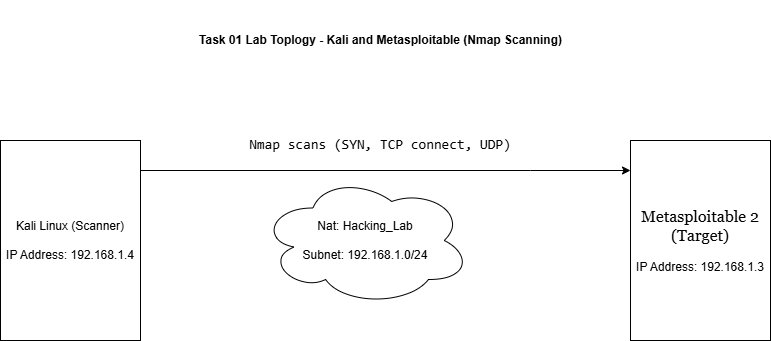 Task 01 Lab Toplogy - Kali and Metasploitable (Nmap Scanning)
Nmap scans (SYN, TCP connect, UDP)
Kali Linux (Scanner)
IP Address: 192.168.1.4
Nat: Hacking_Lab
Subnet: 192.168.1.0/24
Metasploitable 2
(Target)
IP Address: 192.168.1.3